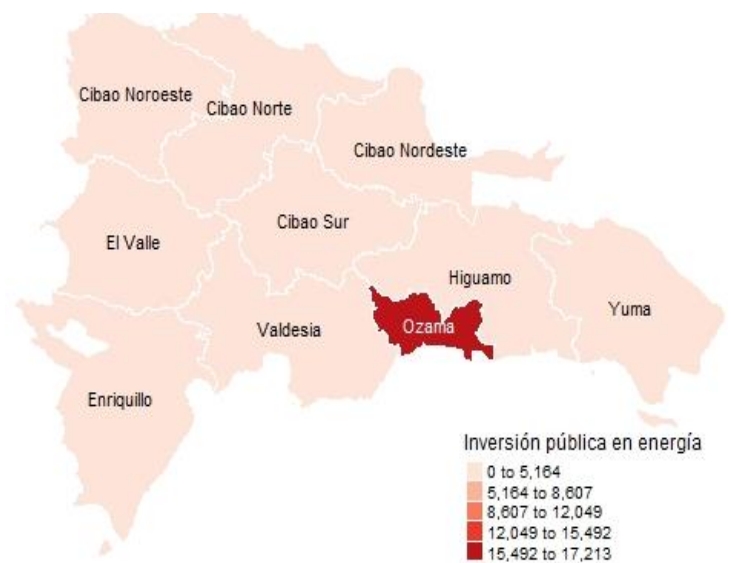 Cibao Noroeste
Cibao Norte
Cibao Nordeste
Cibao Sur
El Valle
Higuamo
Yuma
Ozama
Valdesia
Enriquillo
Inversión pública en energía
0 to 5,164
5,164 to 8,607
8,607 to 12,049
12,049 to 15,492
15,492 to 17,213